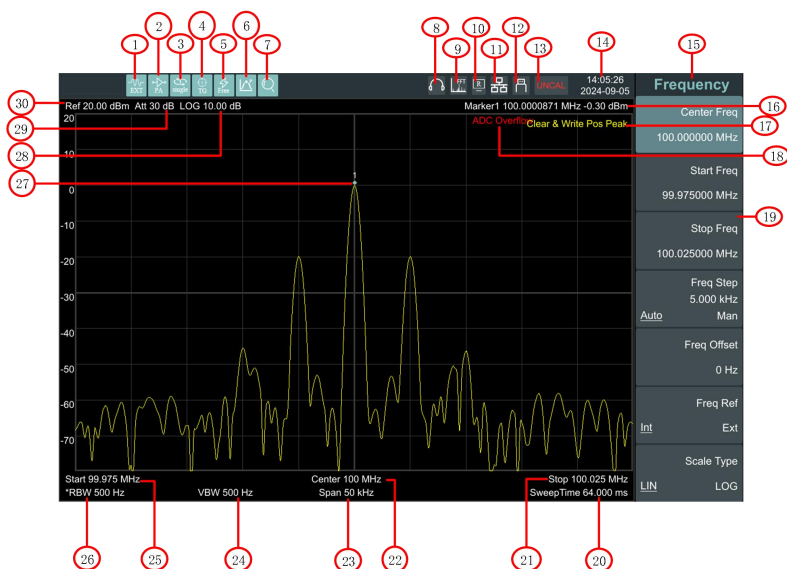 1 2 3 4 5 6 7 8 9 10 11 12 13 14 15
EXT PA single TG Free FFT R UNCAL 14:05:26
2024-09-05
Frequency
30 Ref 20.00 dBm Att 30 dB LOG 10.00 dB Marker1 100.0000871 MHz -0.30 dBm 16
ADC Overflow Clear & Write Pos Peak 17
29
28
18
27
19
20
10
0
-10
-20
-30
-40
-50
-60
-70
1
Center Freq
100.000000 MHz
Start Freq
99.975000 MHz
Stop Freq
100.025000 MHz
Freq Step
5.000 kHz
Auto Man
Freq Offset
0 Hz
Freq Ref
Int Ext
Scale Type
LIN LOG
Start 99.975 MHz Center 100 MHz Stop 100.025 MHz
*RBW 500 Hz VBW 500 Hz Span 50 kHz SweepTime 64.000 ms
26 25 24 23 22 21 20